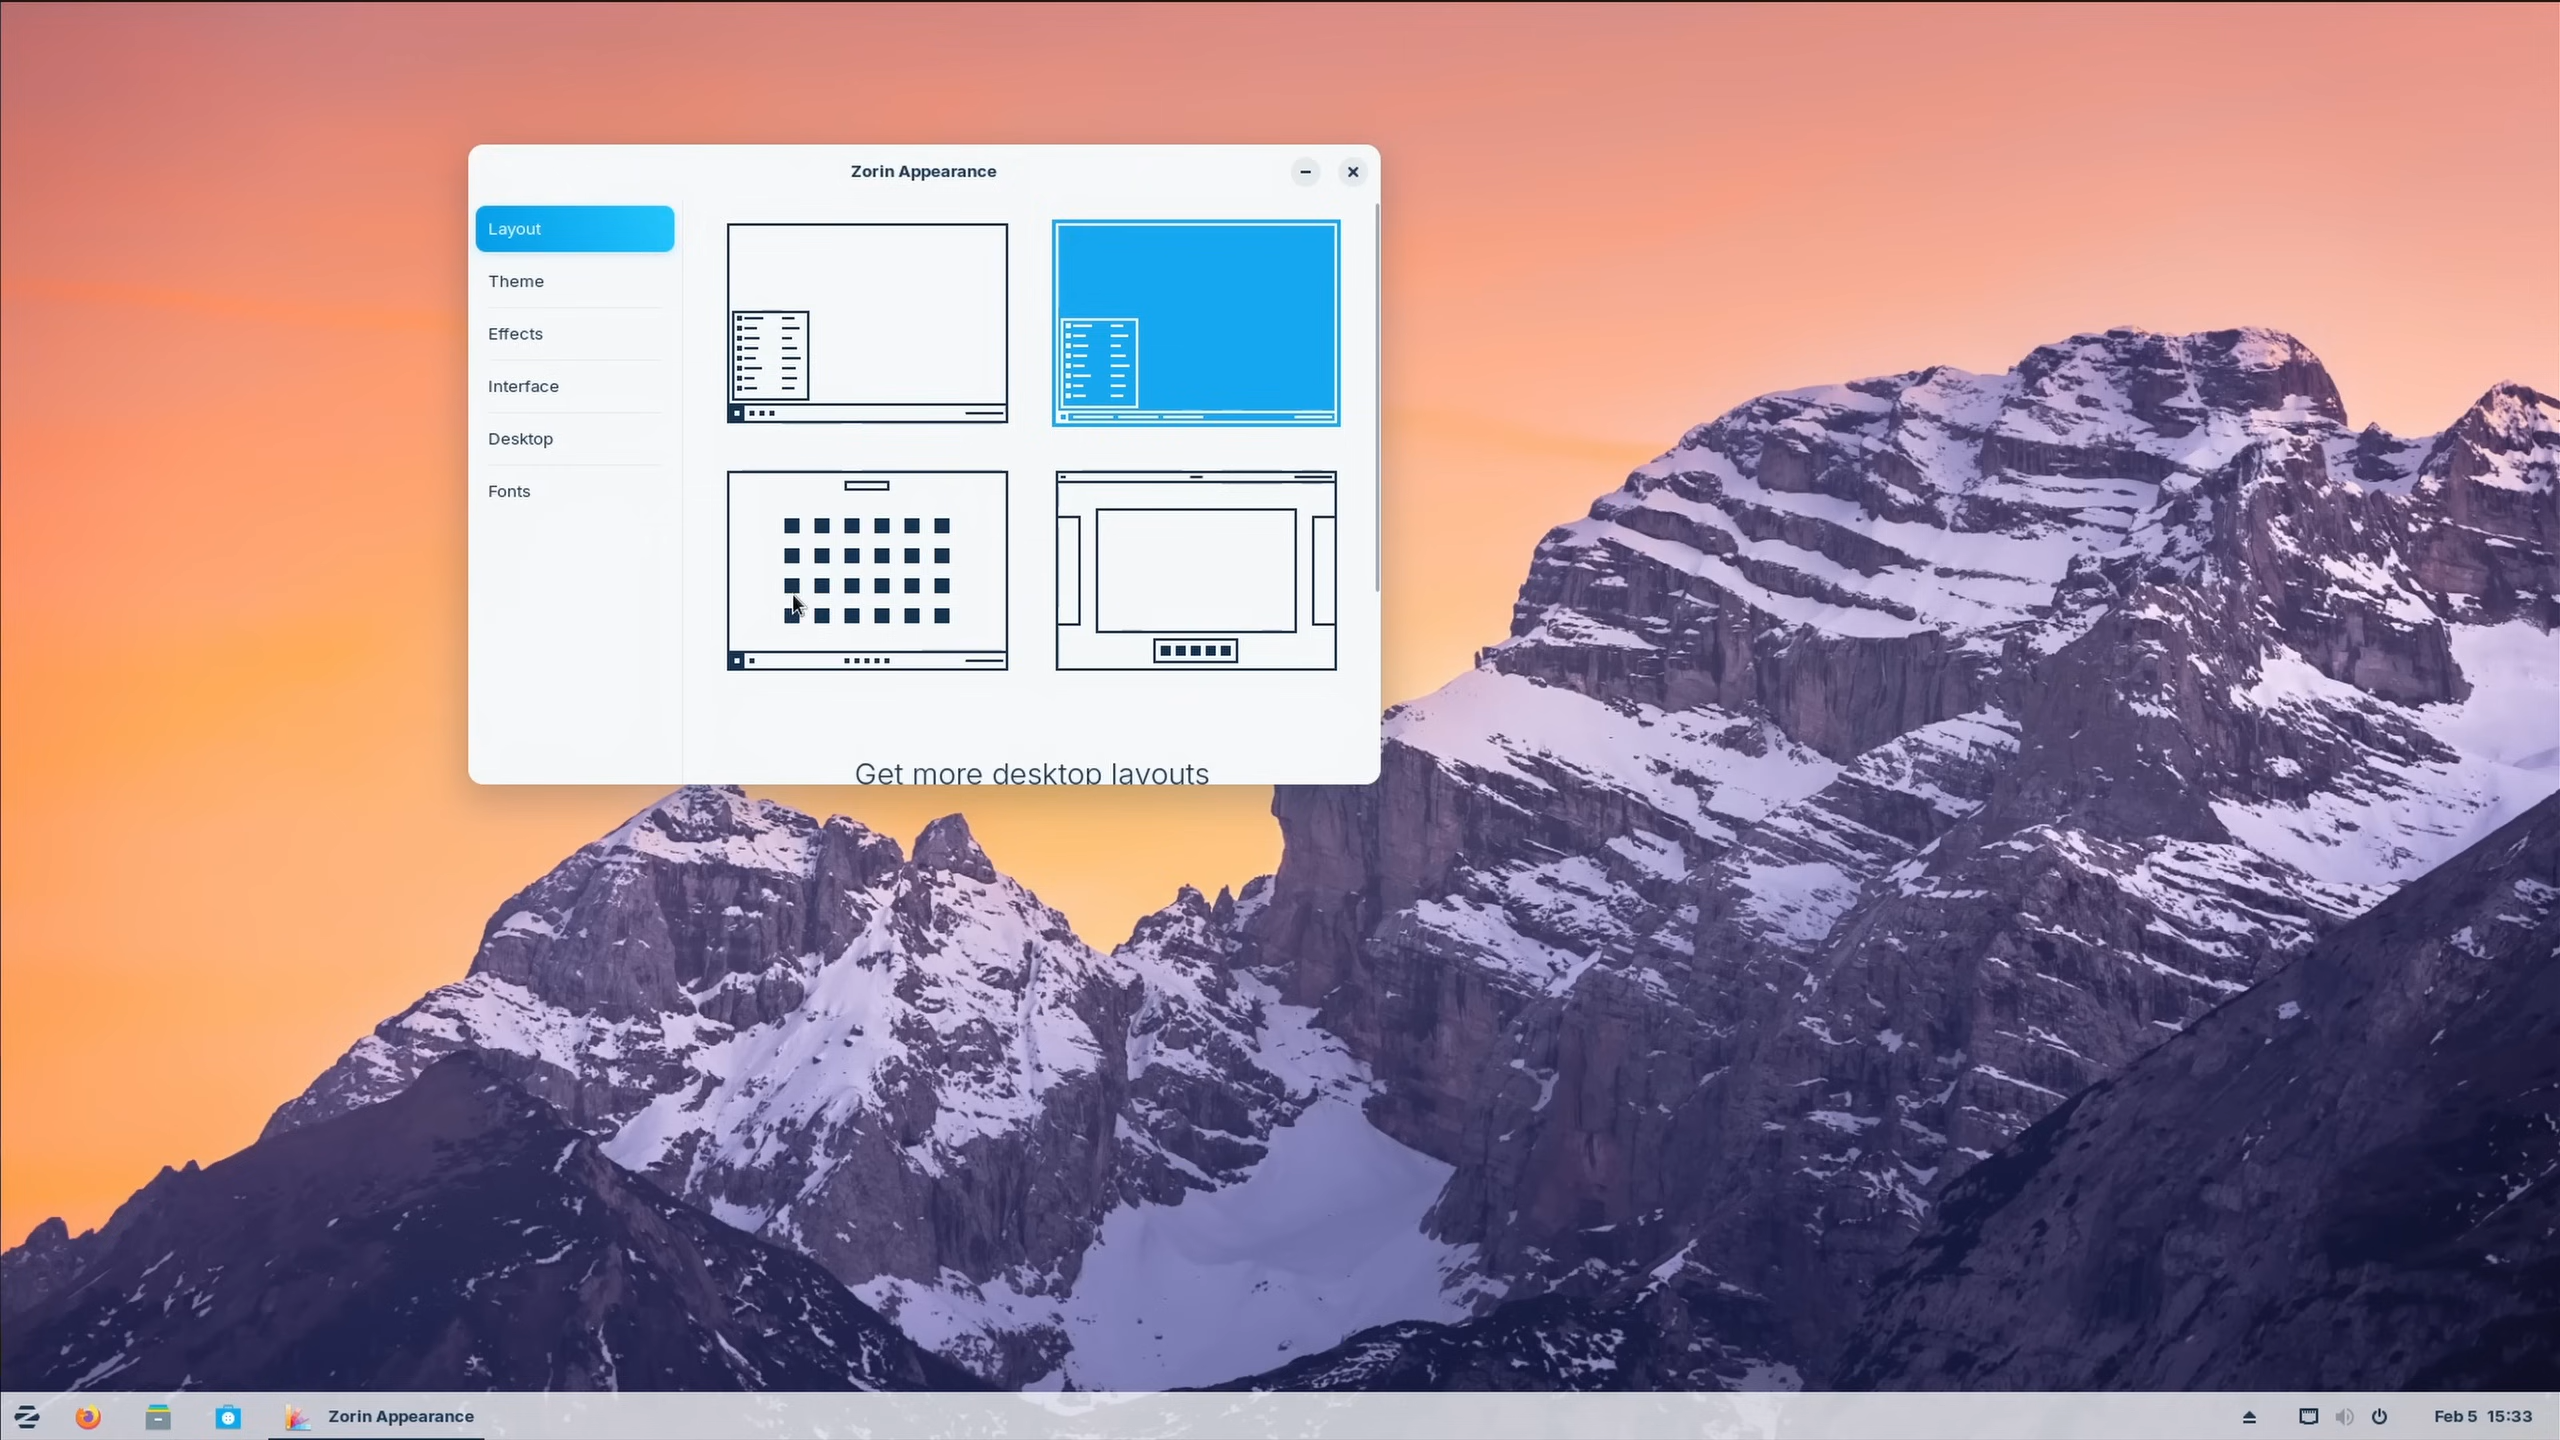 Zorin Appearance
Layout
Theme
Effects
Interface
Desktop
Fonts
Get more desktop layouts
Zorin Appearance
Feb 5 15:33